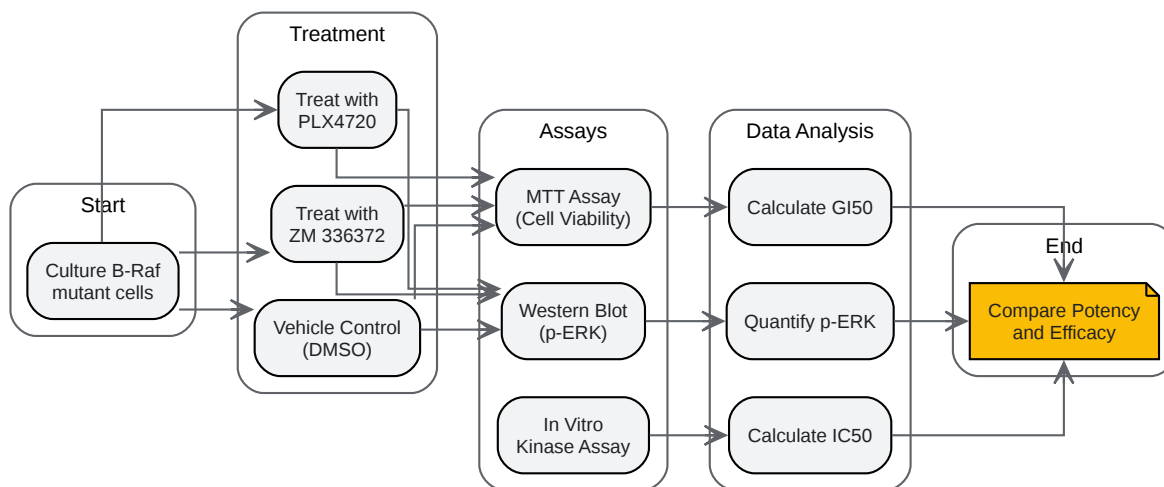 Start
Culture B-Raf
mutant cells
Treatment
Treat with
PLX4720
Treat with
ZM 336372
Vehicle Control
(DMSO)
Assays
MTT Assay
(Cell Viability)
Western Blot
(p-ERK)
In Vitro
Kinase Assay
Data Analysis
Calculate GI50
Quantify p-ERK
Calculate IC50
End
Compare Potency
and Efficacy